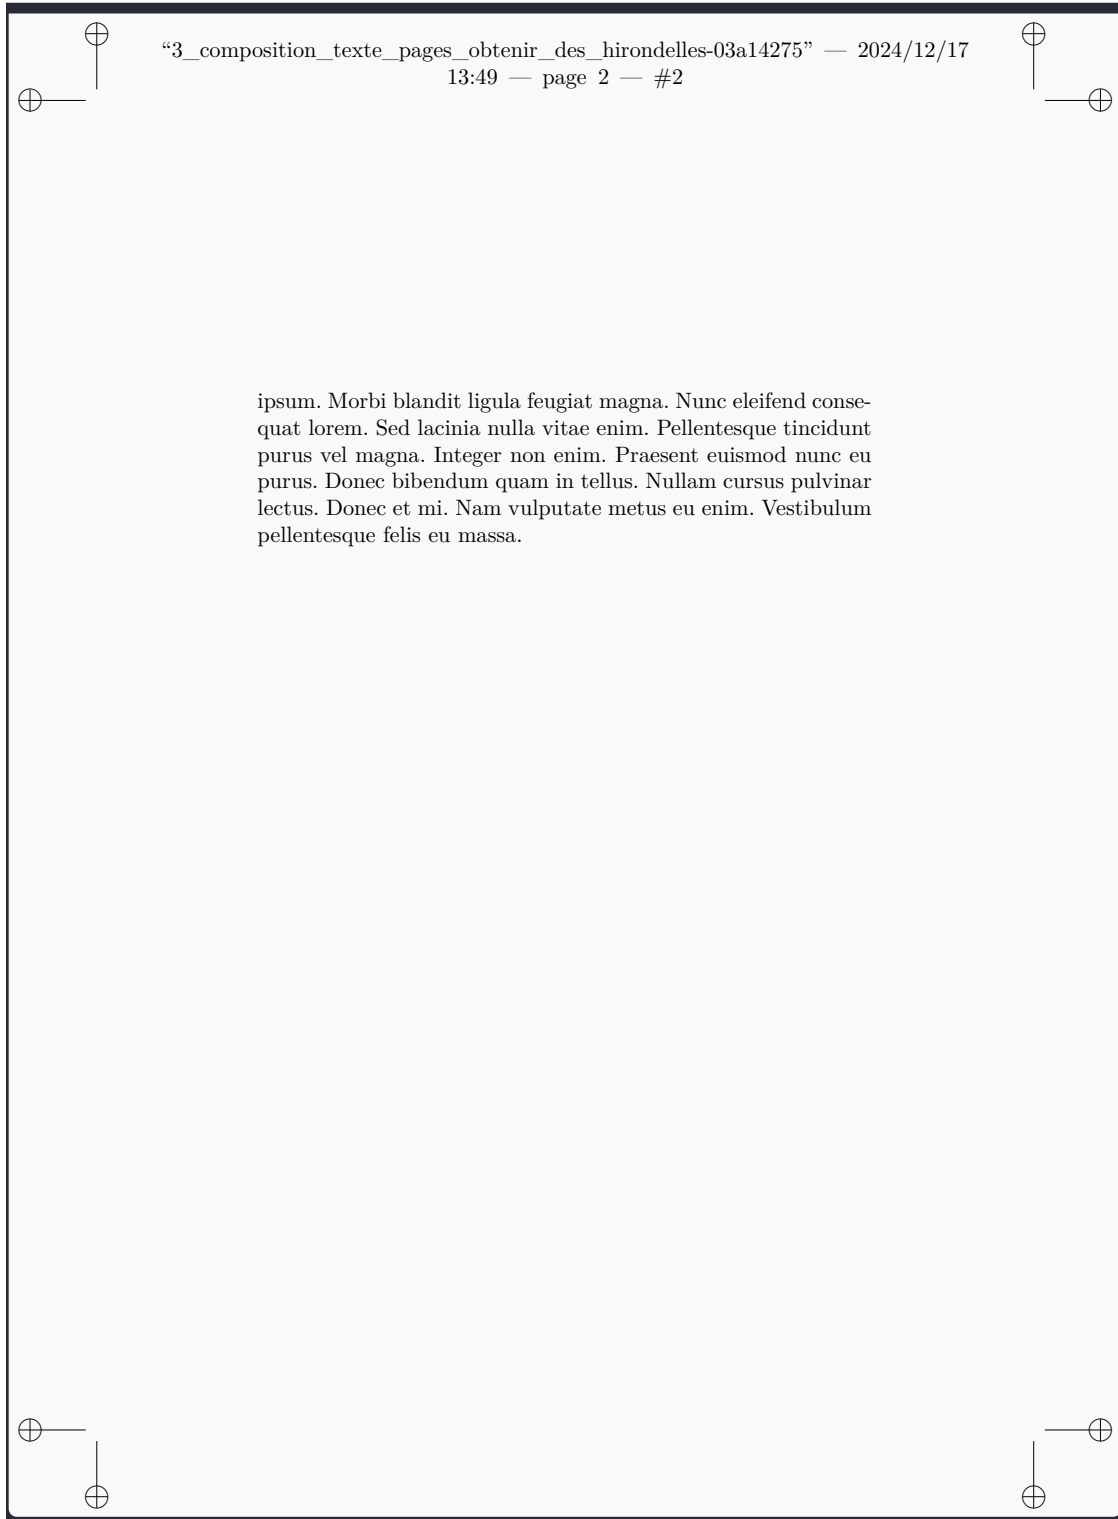 “3_composition_texte_pages_obtenir_des_hirondelles-03a14275” — 2024/12/17
13:49 — page 2 — #2
ipsum. Morbi blandit ligula feugiat magna. Nunc eleifend conse-
quat lorem. Sed lacinia nulla vitae enim. Pellentesque tincidunt
purus vel magna. Integer non enim. Praesent euismod nunc eu
purus. Donec bibendum quam in tellus. Nullam cursus pulvinar
lectus. Donec et mi. Nam vulputate metus eu enim. Vestibulum
pellentesque felis eu massa.